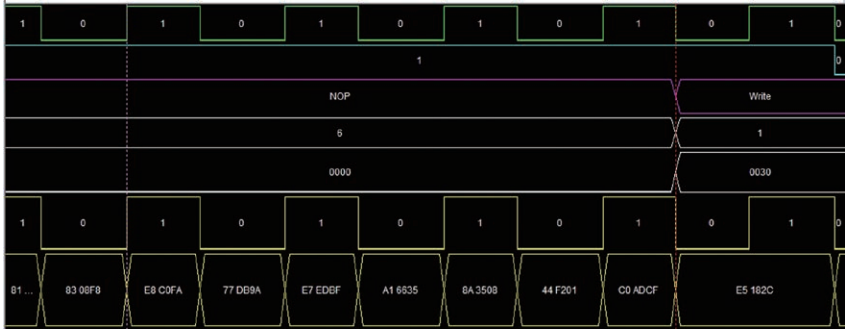 1 0 1 0 1 0 1 0 1 0 1 0
1 0
NOP Write
6 1
0000 0030
1 0 1 0 1 0 1 0 1 0 1 0
81 ... 83 08F8 E8 C0FA 77 DB9A E7 EDBF A1 6635 8A 3508 44 F201 C0 ADCF E5 182C